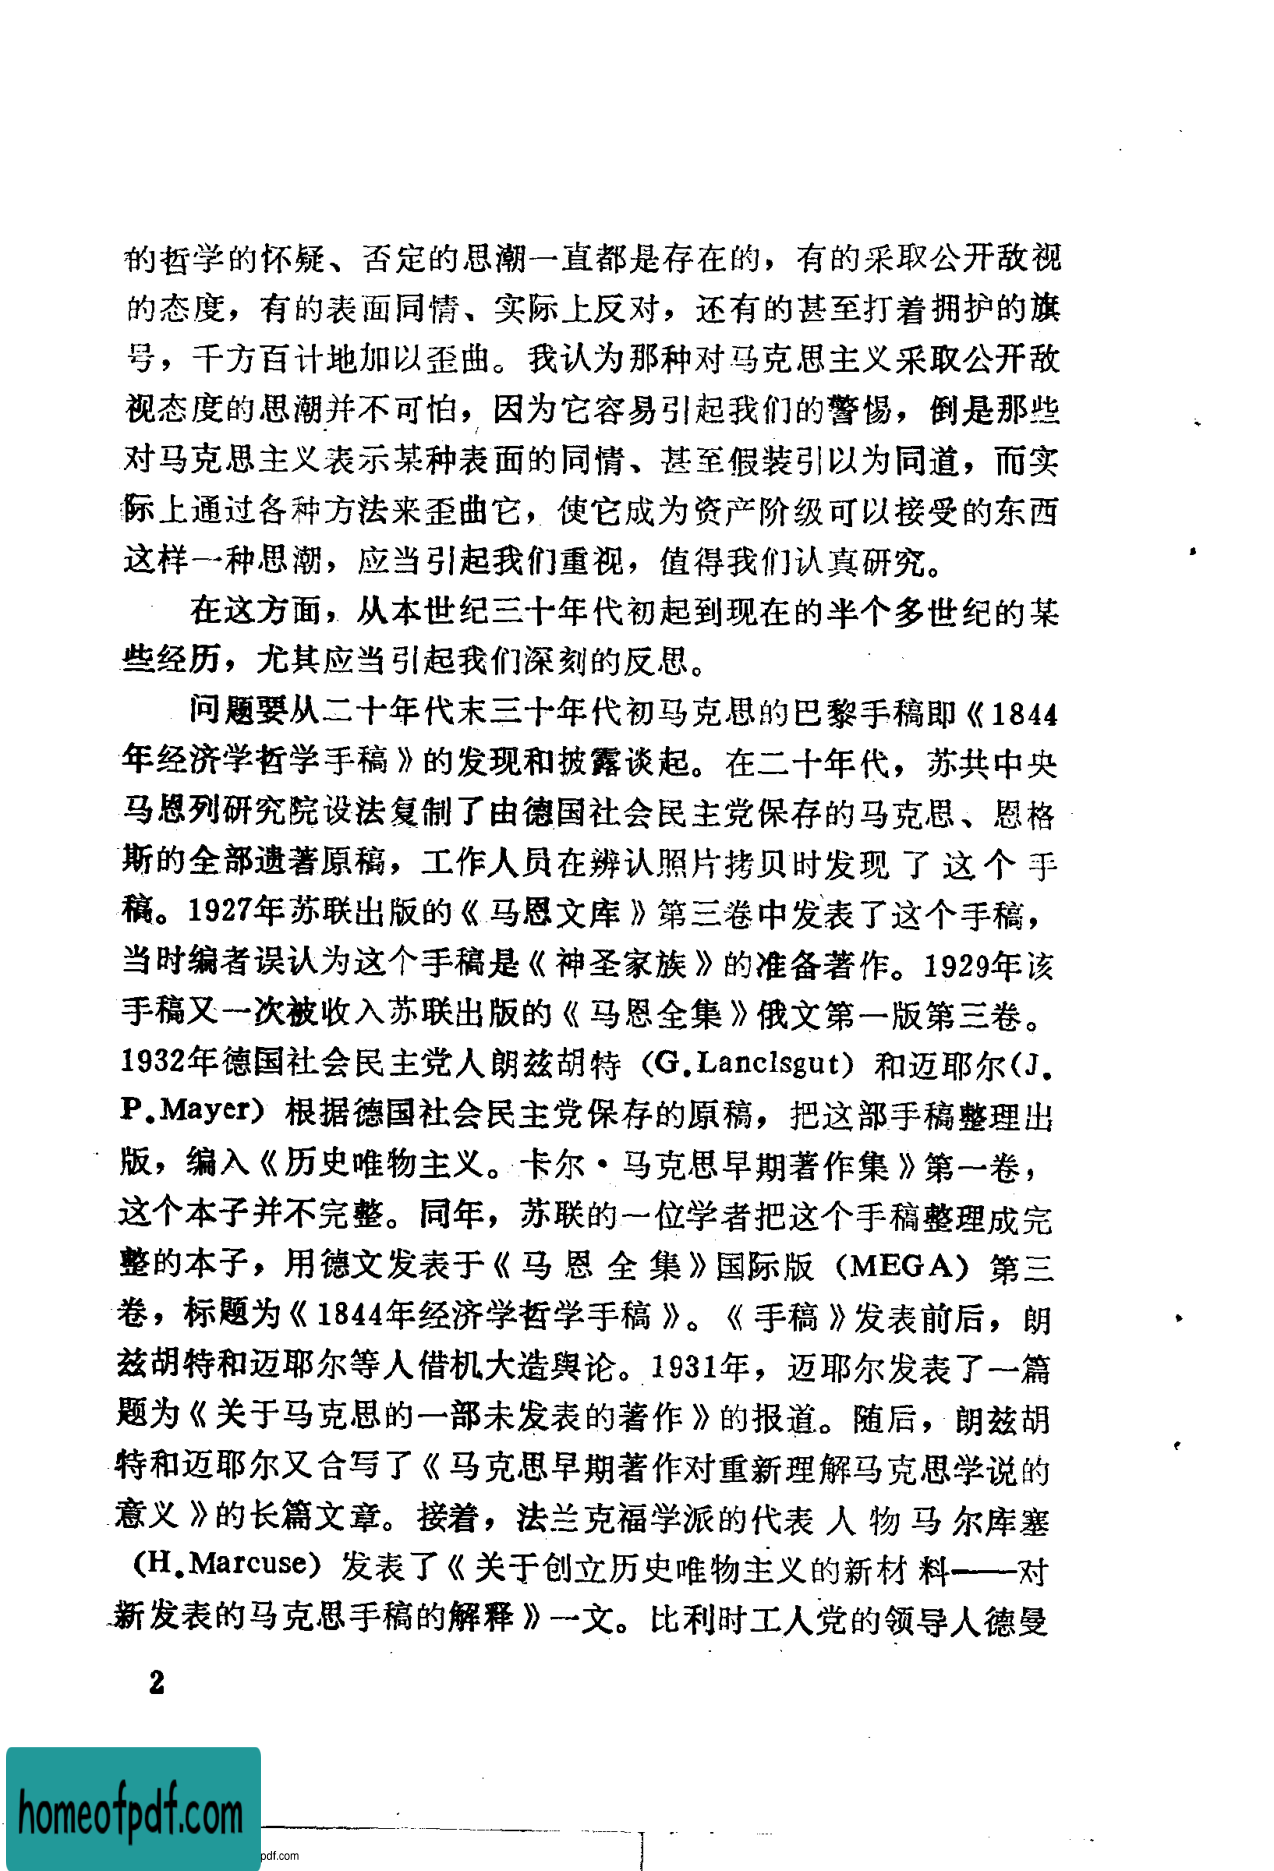 的哲学的怀疑、否定的思潮一直都是存在的，有的采取公开敌视
的态度，有的表面同情、实际上反对，还有的甚至打着拥护的旗
号，千方百计地加以歪曲。我认为那种对马克思主义采取公开敌
视态度的思潮并不可怕，因为它容易引起我们的警惕，倒是那些
对马克思主义表示某种表面的同情、甚至假装引以为同道，而实
际上通过各种方法来歪曲它，使它成为资产阶级可以接受的东西
这样一种思潮，应当引起我们重视，值得我们认真研究。
在这方面，从本世纪三十年代初起到现在的半个多世纪的某
些经历，尤其应当引起我们深刻的反思。
问题要从二十年代末三十年代初马克思的巴黎手稿即《1844
年经济学哲学手稿》的发现和披露谈起。在二十年代，苏共中央
马恩列研究院设法复制了由德国社会民主党保存的马克思、恩格
斯的全部遗著原稿，工作人员在辨认照片拷贝时发现了这个手
稿。1927年苏联出版的《马恩文库》第三卷中发表了这个手稿，
当时编者误认为这个手稿是《神圣家族》的准备著作。1929年该
手稿又一次被收入苏联出版的《马恩全集》俄文第一版第三卷。
1932年德国社会民主党人朗兹胡特（G.Lanclsgut）和迈耶尔(J.
P.Mayer）根据德国社会民主党保存的原稿，把这部手稿整理出
版，编入《历史唯物主义。卡尔·马克思早期著作集》第一卷，
这个本子并不完整。同年，苏联的一位学者把这个手稿整理成完
整的本子，用德文发表于《马恩全集》国际版（MEGA）第三
卷，标题为《1844年经济学哲学手稿》。《手稿》发表前后，朗
兹胡特和迈耶尔等人借机大造舆论。1931年，迈耶尔发表了一篇
题为《关于马克思的一部未发表的著作》的报道。随后，朗兹胡
特和迈耶尔又合写了《马克思早期著作对重新理解马克思学说的
意义》的长篇文章。接着，法兰克福学派的代表人物马尔库塞
（H.Marcuse）发表了《关于创立历史唯物主义的新材料——对
新发表的马克思手稿的解释》一文。比利时工人党的领导人德曼
2
homeofpdf.com
pdf.com